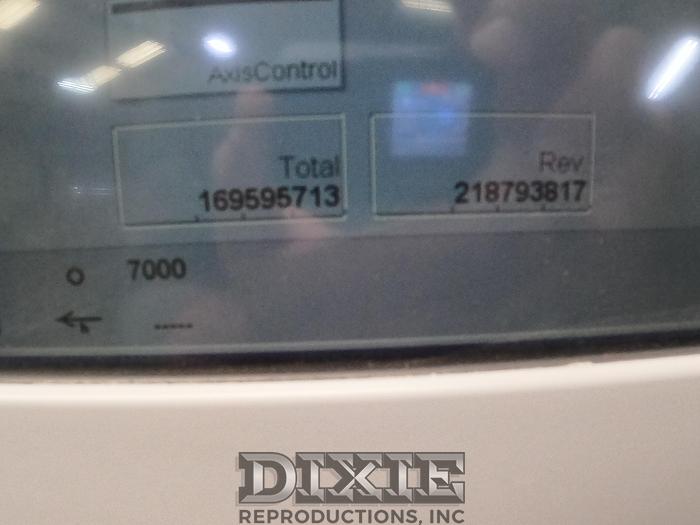 AxisControl
Total
169595713
Rev
218793817
7000
-----
DIXIE
REPRODUCTIONS, INC